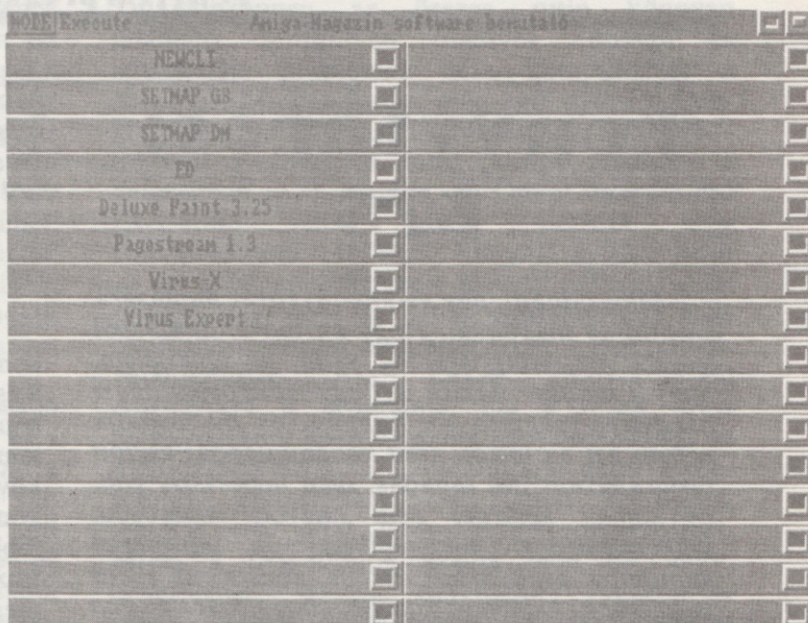 MODE Execute Amiga-Magazin software bemutató
NEWCLI
SETMAP GB
SETMAP DM
ED
Deluxe Paint 3.25
Pagestream 1.3
Virus-X
Virus Expert